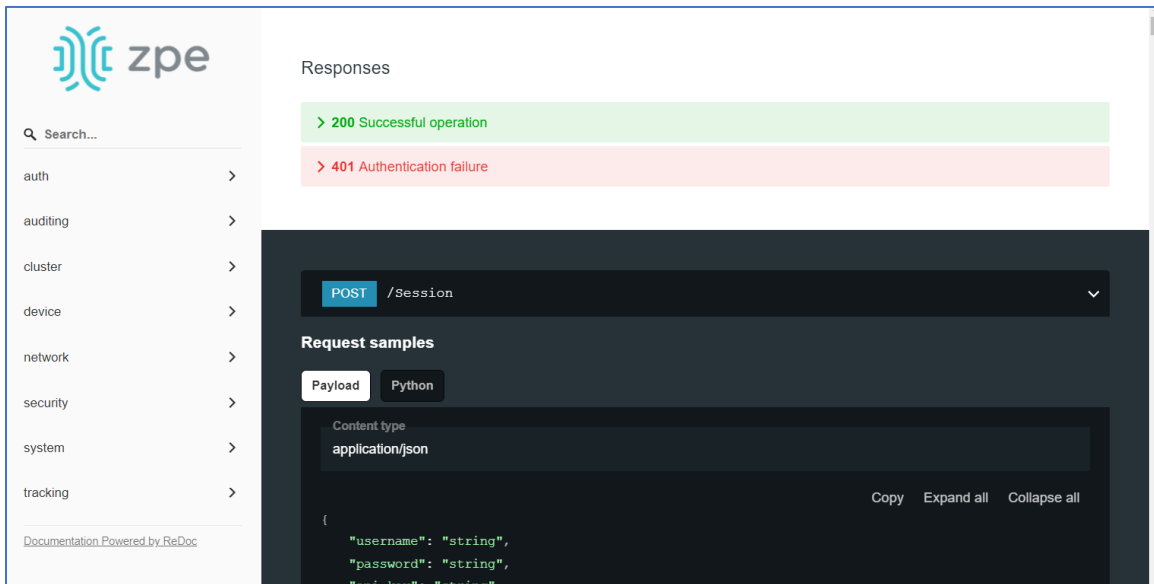 zpe
Search...
auth
auditing
cluster
device
network
security
system
tracking
Documentation Powered by ReDoc
Responses
200 Successful operation
401 Authentication failure
POST /Session
Request samples
Payload Python
Content type
application/json
Copy Expand all Collapse all
{
"username": "string",
"password": "string",